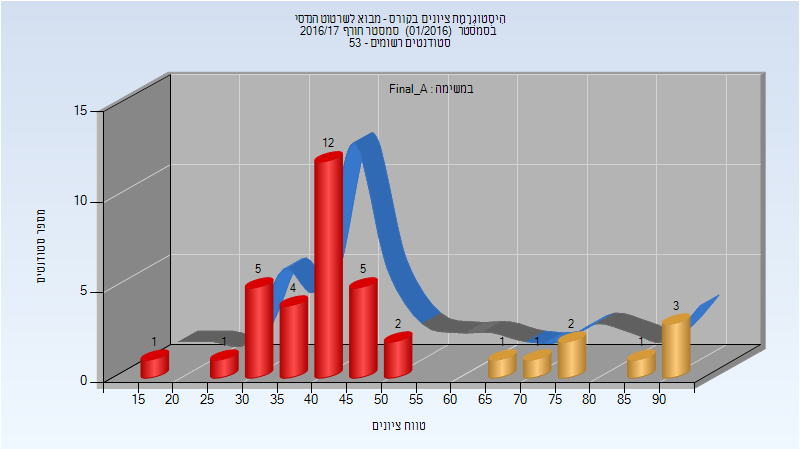 היסטוגרמת ציונים בקורס - מבוא לשרטוט הנדסי
בסמסטר (01/2016) סמסטר חורף 2016/17
סטודנטים רשומים - 53
במשימה : Final_A
מספר סטודנטים
15
10
5
0
1
1
5
4
12
5
2
1
1
2
1
3
15 20 25 30 35 40 45 50 55 60 65 70 75 80 85 90
טווח ציונים